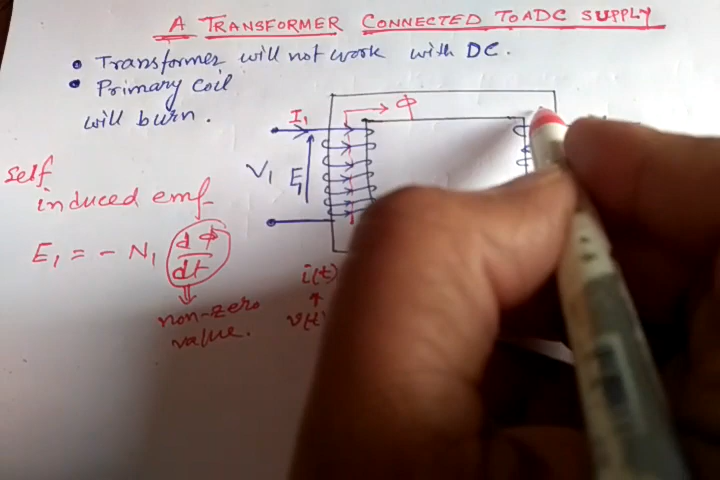 A TRANSFORMER CONNECTED TO A DC SUPPLY
• Transformer will not work with DC.
• Primary coil
will burn.
I₁
Φ
V₁
E₁
Self
induced emf
E₁ = - N₁ dΦ/dt
non-zero
value.
i(t)
v(t)